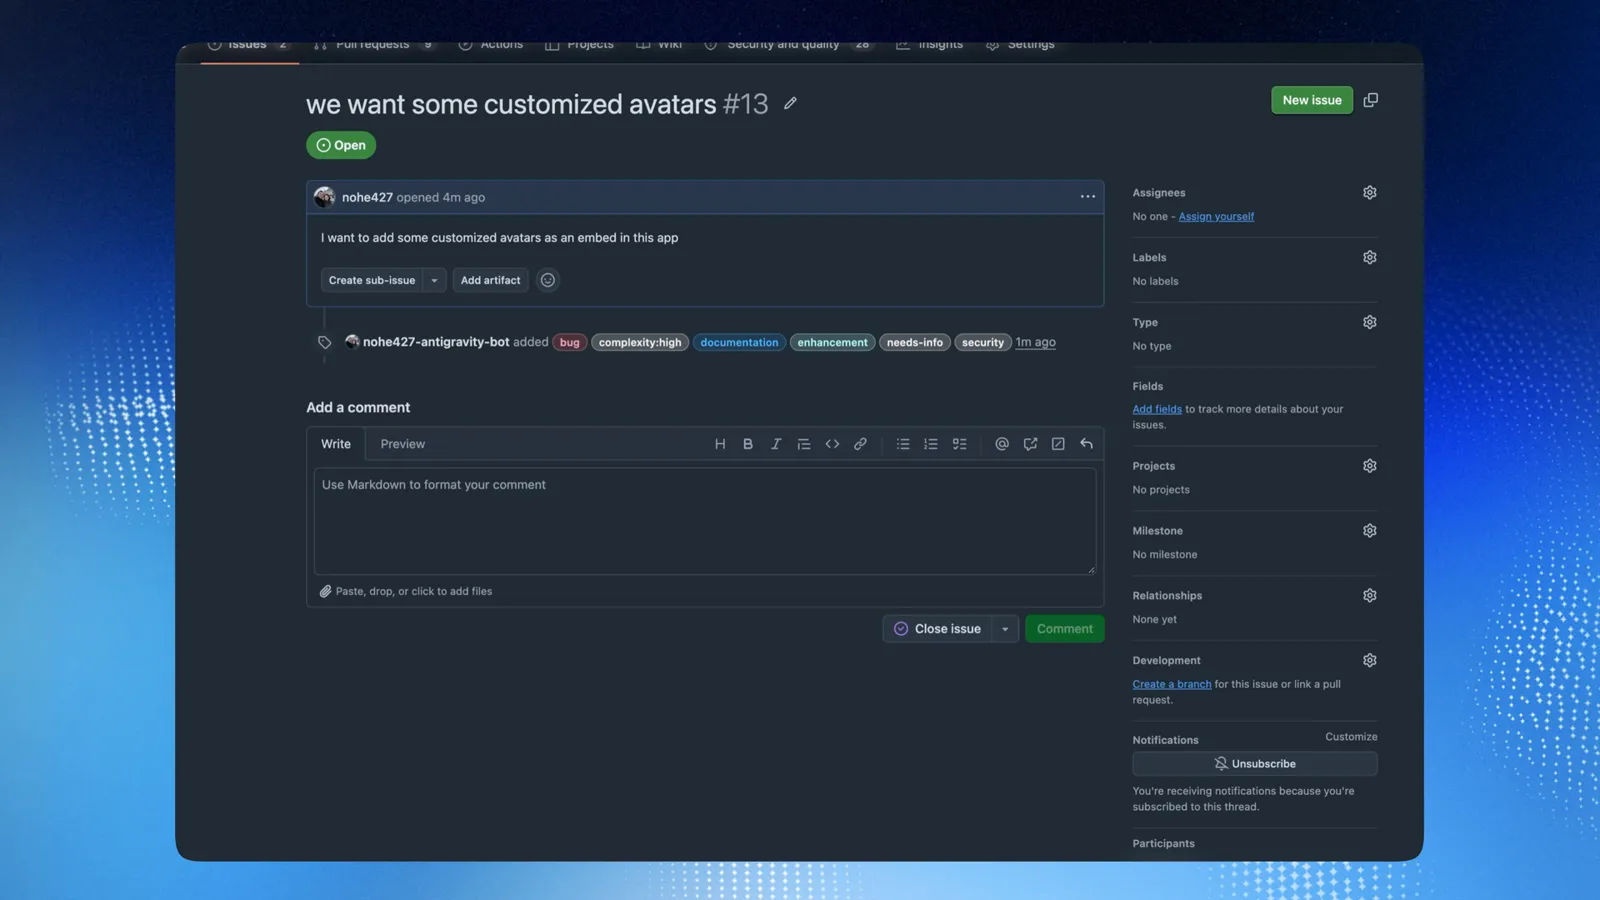 Issues 2 Pull requests 9 Actions Projects Wiki Security and quality 28 Insights Settings
we want some customized avatars #13
New issue
Open
nohe427 opened 4m ago
I want to add some customized avatars as an embed in this app
Create sub-issue Add artifact
nohe427-antigravity-bot added bug complexity:high documentation enhancement needs-info security 1m ago
Add a comment
Write Preview
Use Markdown to format your comment
Paste, drop, or click to add files
Close issue Comment
Assignees
No one - Assign yourself
Labels
No labels
Type
No type
Fields
Add fields to track more details about your
issues.
Projects
No projects
Milestone
No milestone
Relationships
None yet
Development
Create a branch for this issue or link a pull
request.
Notifications Customize
Unsubscribe
You're receiving notifications because you're
subscribed to this thread.
Participants